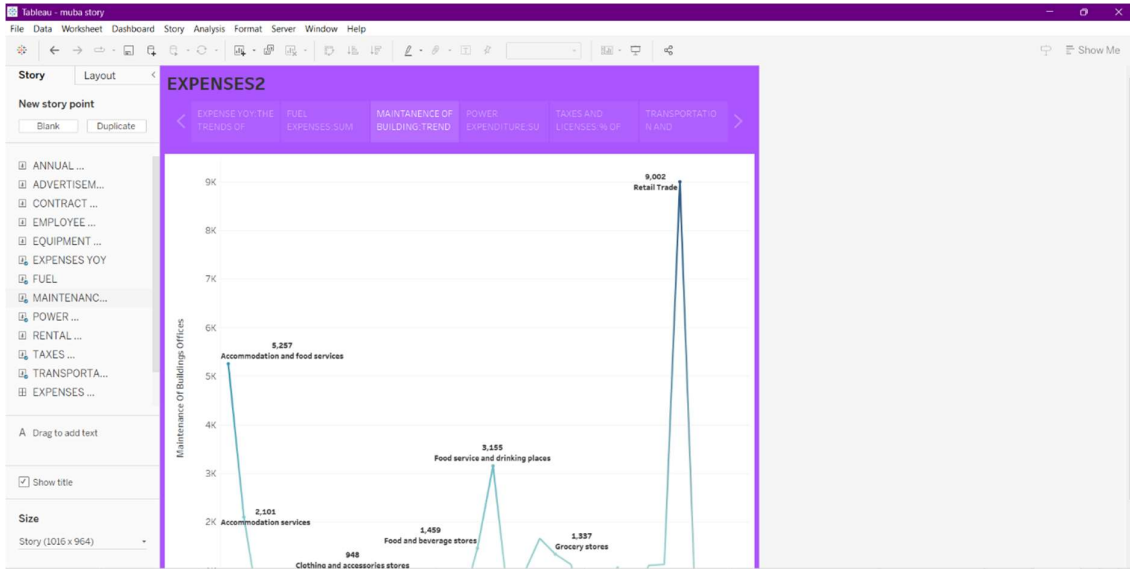 Tableau - muba story
File Data Worksheet Dashboard Story Analysis Format Server Window Help
Show Me
Story Layout
New story point
Blank Duplicate
ANNUAL ...
ADVERTISEM...
CONTRACT ...
EMPLOYEE ...
EQUIPMENT ...
EXPENSES YOY
FUEL
MAINTENANC...
POWER ...
RENTAL ...
TAXES ...
TRANSPORTA...
EXPENSES ...
A Drag to add text
Show title
Size
Story (1016 x 964)
EXPENSES2
EXPENSE YOY:THE
TRENDS OF
FUEL
EXPENSES:SUM
MAINTANENCE OF
BUILDING:TREND
POWER
EXPENDITURE;SU
TAXES AND
LICENSES:% OF
TRANSPORTATIO
N AND
Maintenance Of Buildings Offices
9K
8K
7K
6K
5K
4K
3K
2K
9,002
Retail Trade
5,257
Accommodation and food services
3,155
Food service and drinking places
2,101
Accommodation services
1,459
Food and beverage stores
1,337
Grocery stores
948
Clothing and accessories stores